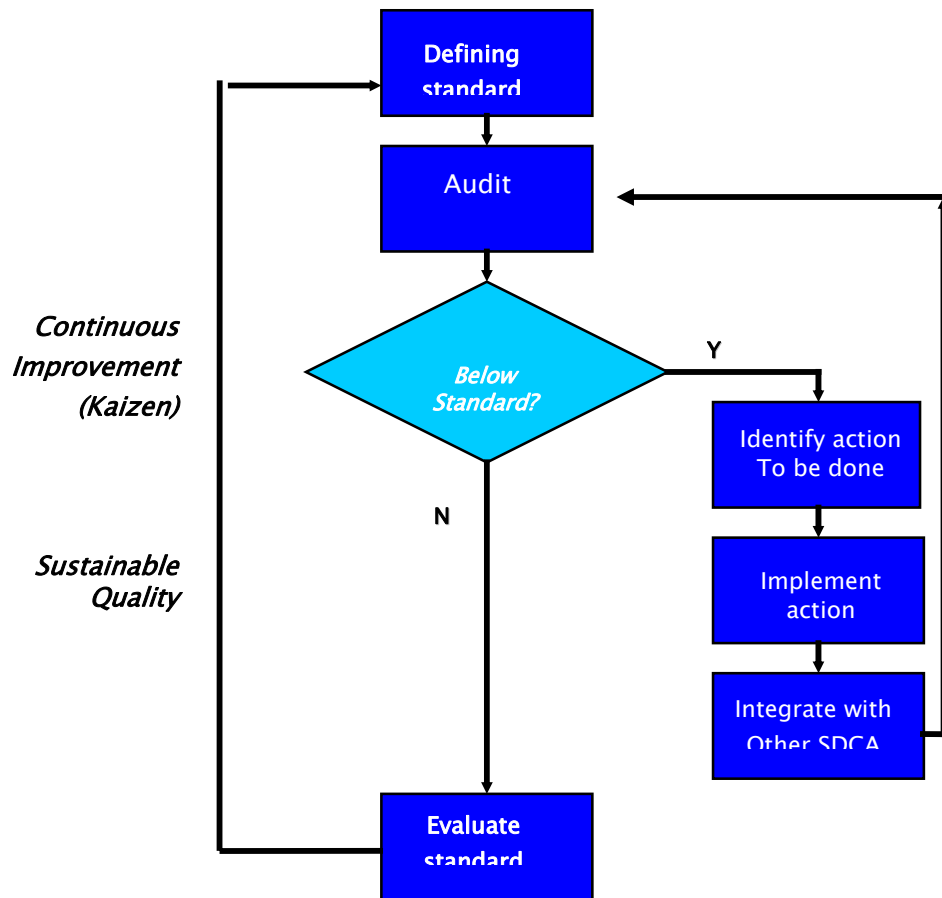 Defining
standard
Audit
Continuous
Improvement
(Kaizen)
Below
Standard?
Y
Identify action
To be done
N
Sustainable
Quality
Implement
action
Integrate with
Other SDCA
Evaluate
standard